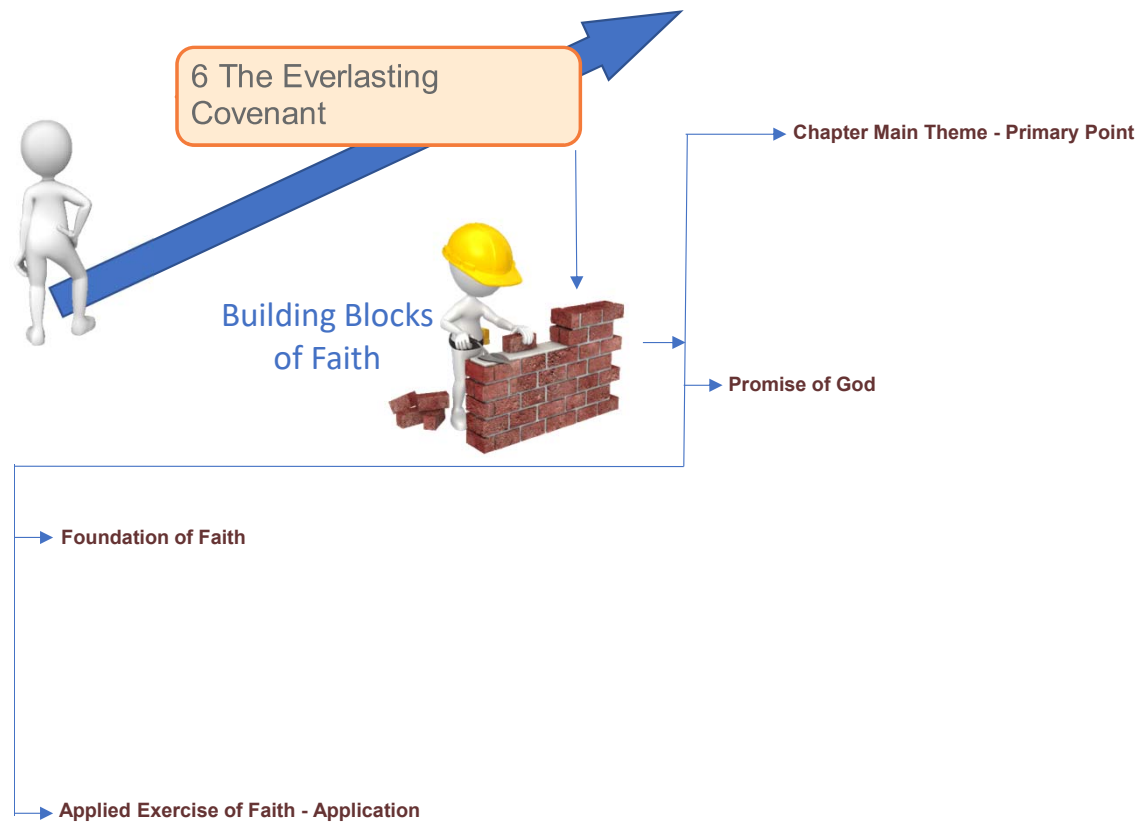 6 The Everlasting
Covenant
Chapter Main Theme - Primary Point
Building Blocks
of Faith
Promise of God
Foundation of Faith
Applied Exercise of Faith - Application